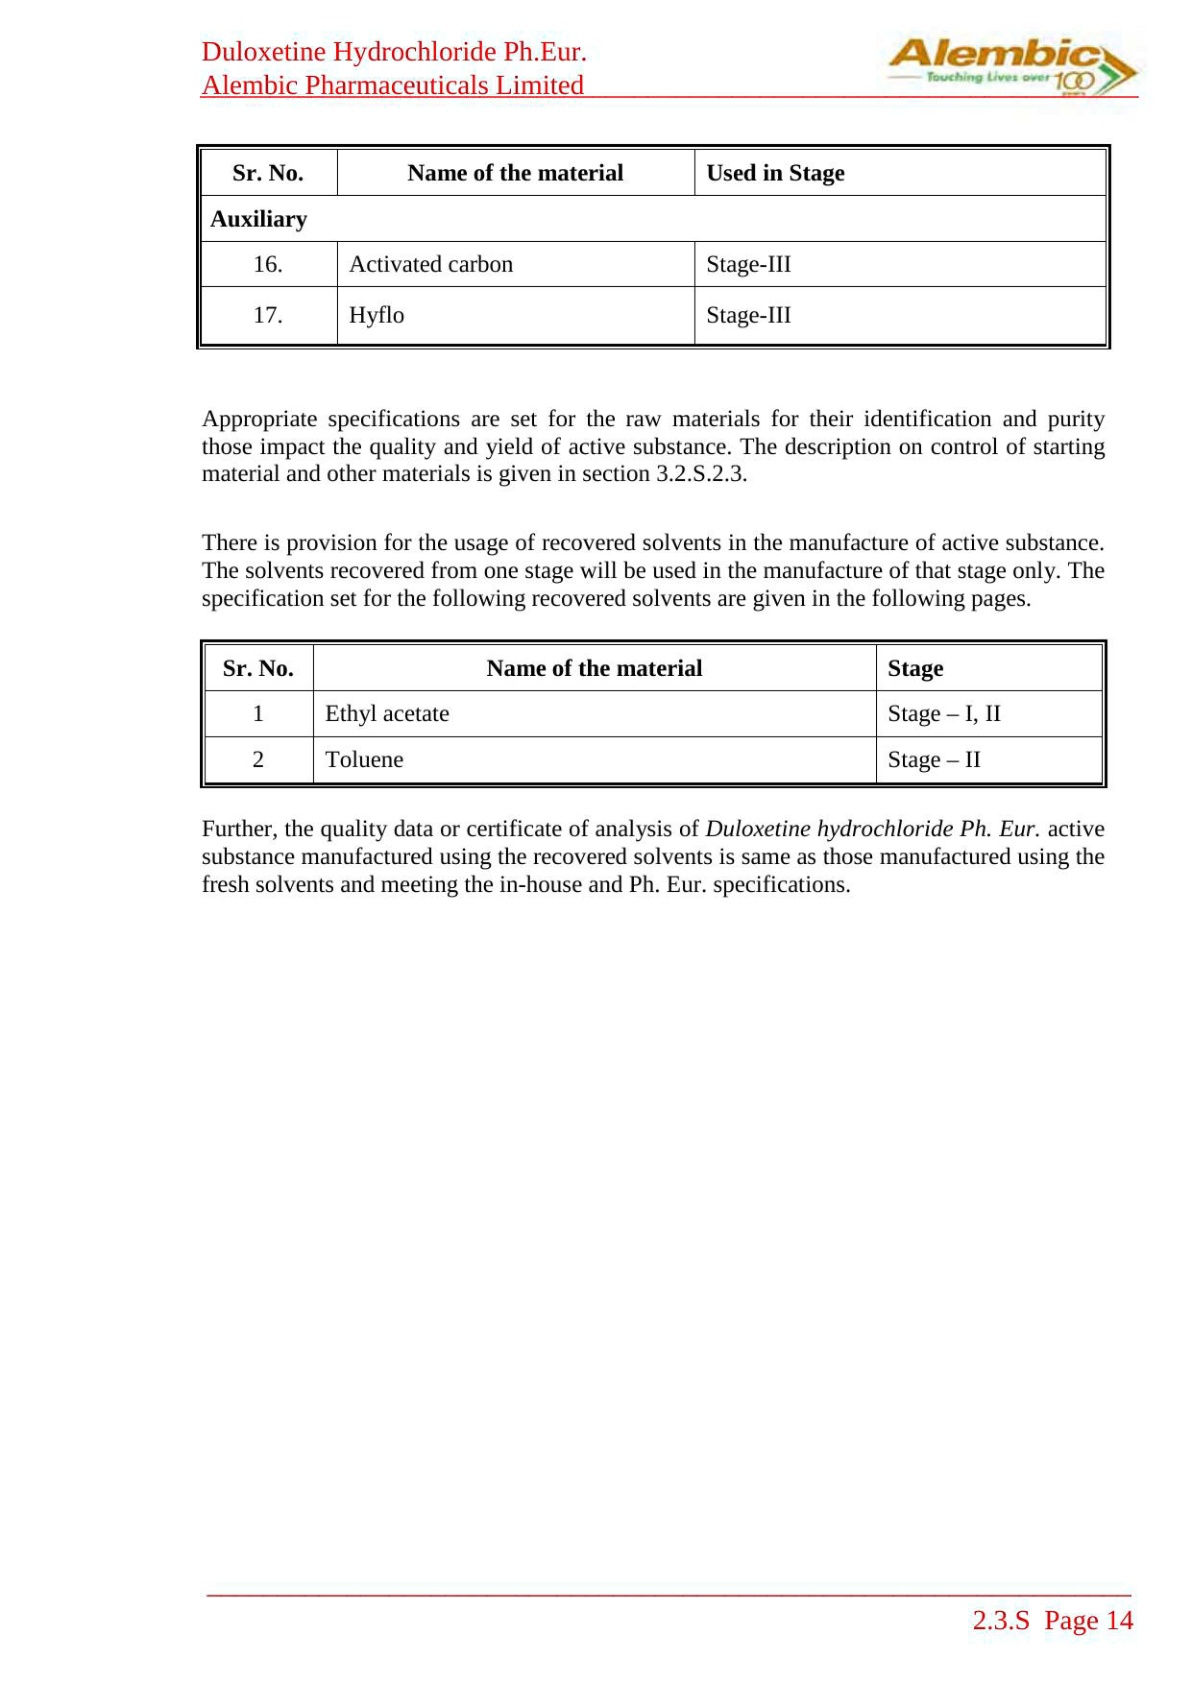 Duloxetine Hydrochloride Ph.Eur.
Alembic Pharmaceuticals Limited
Alembic
Touching Lives over 100 years
Sr. No. Name of the material Used in Stage
Auxiliary
16. Activated carbon Stage-III
17. Hyflo Stage-III
Appropriate specifications are set for the raw materials for their identification and purity
those impact the quality and yield of active substance. The description on control of starting
material and other materials is given in section 3.2.S.2.3.
There is provision for the usage of recovered solvents in the manufacture of active substance.
The solvents recovered from one stage will be used in the manufacture of that stage only. The
specification set for the following recovered solvents are given in the following pages.
Sr. No. Name of the material Stage
1 Ethyl acetate Stage – I, II
2 Toluene Stage – II
Further, the quality data or certificate of analysis of Duloxetine hydrochloride Ph. Eur. active
substance manufactured using the recovered solvents is same as those manufactured using the
fresh solvents and meeting the in-house and Ph. Eur. specifications.
2.3.S Page 14